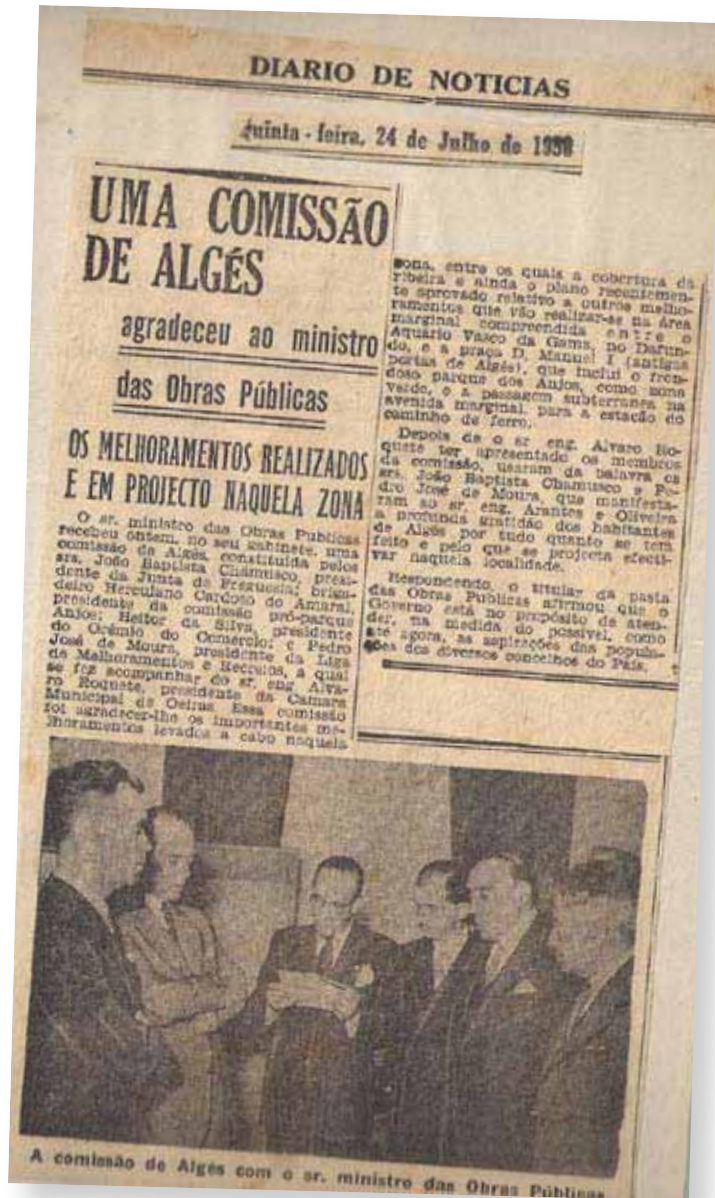 DIARIO DE NOTICIAS
Quinta-feira, 24 de Julho de 1958
UMA COMISSÃO
DE ALGÉS
agradeceu ao ministro
das Obras Públicas
OS MELHORAMENTOS REALIZADOS
E EM PROJECTO NAQUELA ZONA
O sr. ministro das Obras Publicas
recebeu ontem, no seu gabinete, uma
comissão de Algés, constituida pelos
srs. João Baptista Chamusco, presi-
dente da Junta de Freguesia; briga-
deiro Herculano Cardoso do Amaral,
presidente da comissão pró-parque
Anjos; Heitor da Silva, presidente
do Grémio do Comercio; e Pedro
José de Moura, presidente da Liga
de Melhoramentos e Recreios, a qual
se fez acompanhar do sr. eng. Alva-
ro Roquete, presidente da Camara
Municipal de Oeiras. Essa comissão
foi agradecer-lhe os importantes me-
lhoramentos levados a cabo naquela
zona, entre os quais a cobertura da
ribeira e ainda o plano recentemen-
te aprovado relativo a outros melho-
ramentos que vão realizar-se na área
marginal compreendida entre o
Aquario Vasco da Gama, no Dafun-
do, e a praça D. Manuel I (antigas
portas de Algés), que inclui o fron-
doso parque dos Anjos, como zona
verde, e a passagem subterranea na
avenida marginal, para a estação do
caminho de ferro.
Depois de o sr. eng. Alvaro Ro-
quete ter apresentado os membros
da comissão, usaram da palavra os
srs. João Baptista Chamusco e Pe-
dro José de Moura, que manifesta-
ram ao sr. eng. Arantes e Oliveira
a profunda gratidão dos habitantes
de Algés por tudo quanto se tem
feito e pelo que se projecta efecti-
var naquela localidade.
Respondendo, o titular da pasta
das Obras Publicas afirmou que o
Governo está no propósito de aten-
der, na medida do possivel, como
até agora, as aspirações das popula-
ções dos diversos concelhos do País.
A comissão de Algés com o sr. ministro das Obras Públicas